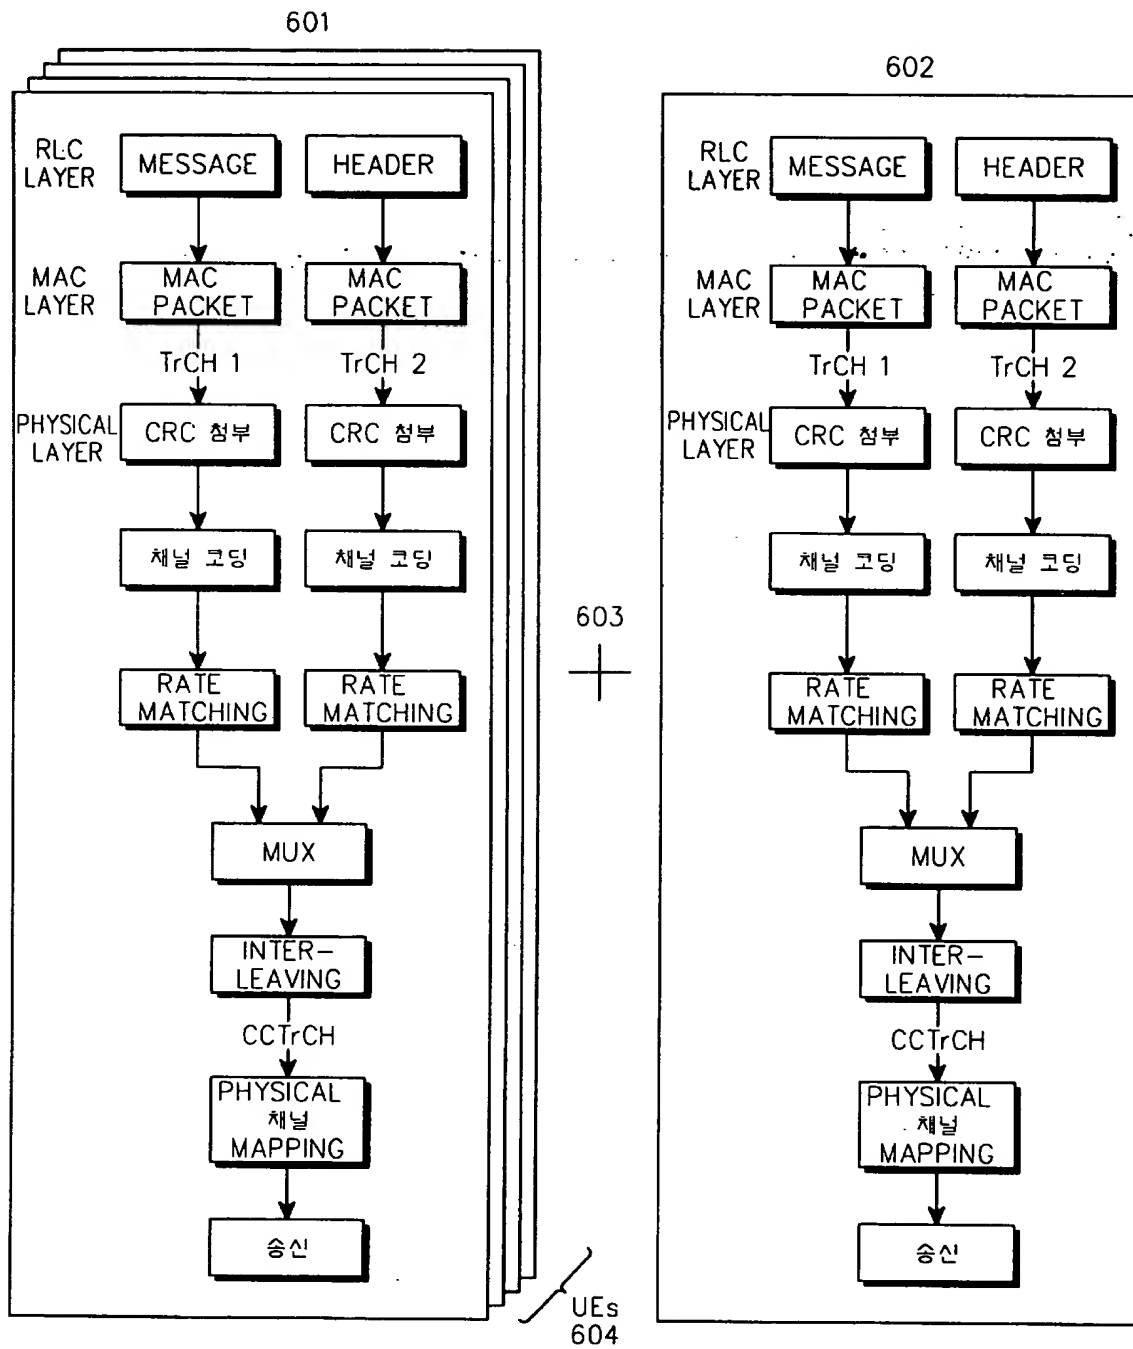 601
RLC
LAYER
MESSAGE
HEADER
MAC
LAYER
MAC
PACKET
MAC
PACKET
TrCH 1
TrCH 2
PHYSICAL
LAYER
CRC 첨부
CRC 첨부
채널 코딩
채널 코딩
RATE
MATCHING
RATE
MATCHING
MUX
INTER-
LEAVING
CCTrCH
PHYSICAL
채널
MAPPING
송신
603
UEs
604
602
RLC
LAYER
MESSAGE
HEADER
MAC
LAYER
MAC
PACKET
MAC
PACKET
TrCH 1
TrCH 2
PHYSICAL
LAYER
CRC 첨부
CRC 첨부
채널 코딩
채널 코딩
RATE
MATCHING
RATE
MATCHING
MUX
INTER-
LEAVING
CCTrCH
PHYSICAL
채널
MAPPING
송신